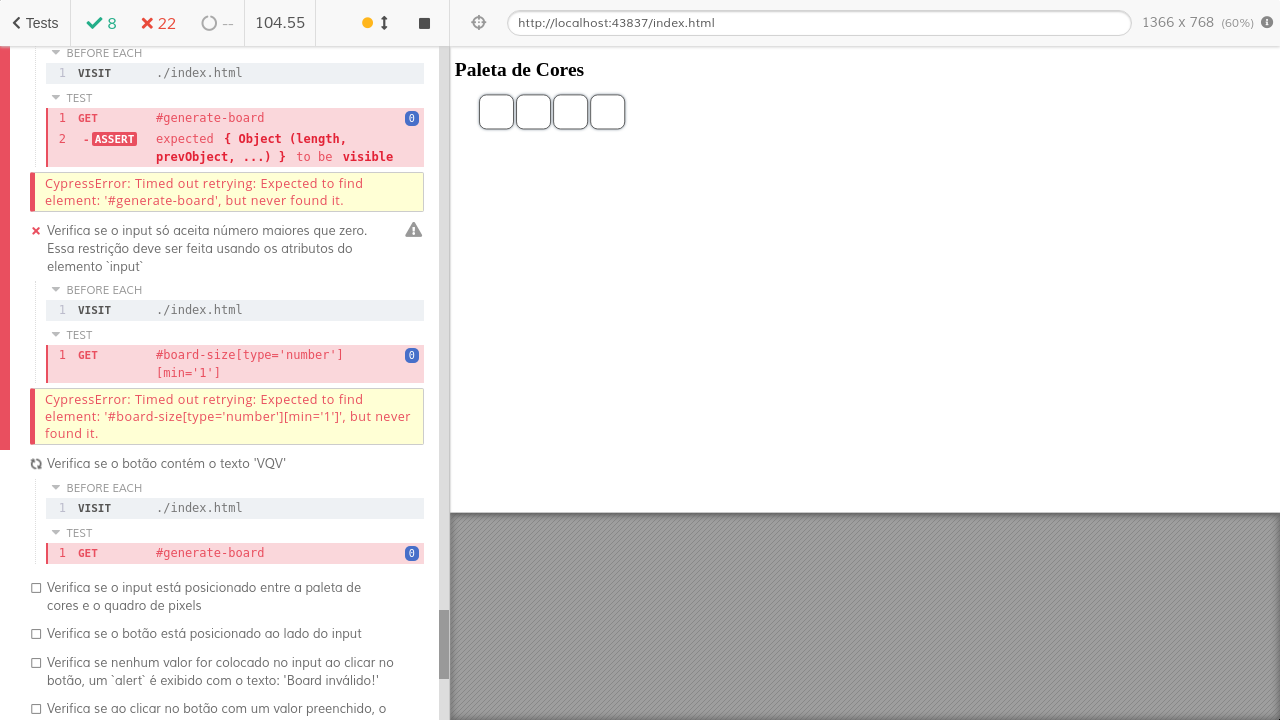 Tests 8 22 -- 104.55
http://localhost:43837/index.html 1366 x 768 (60%)
BEFORE EACH
1 VISIT ./index.html
TEST
1 GET #generate-board 0
2 - ASSERT expected { Object (length,
prevObject, ...) } to be visible
CypressError: Timed out retrying: Expected to find
element: '#generate-board', but never found it.
Verifica se o input só aceita número maiores que zero.
Essa restrição deve ser feita usando os atributos do
elemento `input`
BEFORE EACH
1 VISIT ./index.html
TEST
1 GET #board-size[type='number'] 0
[min='1']
CypressError: Timed out retrying: Expected to find
element: '#board-size[type='number'][min='1']', but never
found it.
Verifica se o botão contém o texto 'VQV'
BEFORE EACH
1 VISIT ./index.html
TEST
1 GET #generate-board 0
Verifica se o input está posicionado entre a paleta de
cores e o quadro de pixels
Verifica se o botão está posicionado ao lado do input
Verifica se nenhum valor for colocado no input ao clicar no
botão, um `alert` é exibido com o texto: 'Board inválido!'
Verifica se ao clicar no botão com um valor preenchido, o
Paleta de Cores